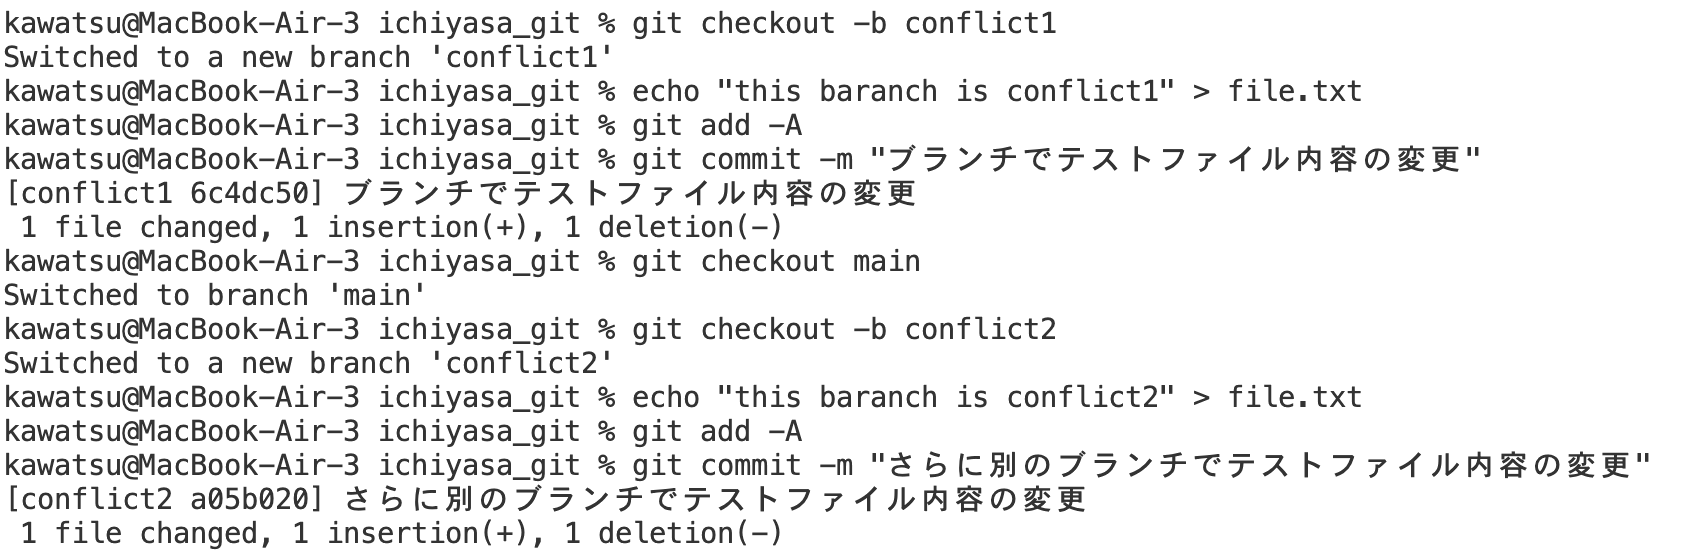 kawatsu@MacBook-Air-3 ichiyasa_git % git checkout -b conflict1
Switched to a new branch 'conflict1'
kawatsu@MacBook-Air-3 ichiyasa_git % echo "this baranch is conflict1" > file.txt
kawatsu@MacBook-Air-3 ichiyasa_git % git add -A
kawatsu@MacBook-Air-3 ichiyasa_git % git commit -m "ブランチでテストファイル内容の変更"
[conflict1 6c4dc50] ブランチでテストファイル内容の変更
 1 file changed, 1 insertion(+), 1 deletion(-)
kawatsu@MacBook-Air-3 ichiyasa_git % git checkout main
Switched to branch 'main'
kawatsu@MacBook-Air-3 ichiyasa_git % git checkout -b conflict2
Switched to a new branch 'conflict2'
kawatsu@MacBook-Air-3 ichiyasa_git % echo "this baranch is conflict2" > file.txt
kawatsu@MacBook-Air-3 ichiyasa_git % git add -A
kawatsu@MacBook-Air-3 ichiyasa_git % git commit -m "さらに別のブランチでテストファイル内容の変更"
[conflict2 a05b020] さらに別のブランチでテストファイル内容の変更
 1 file changed, 1 insertion(+), 1 deletion(-)